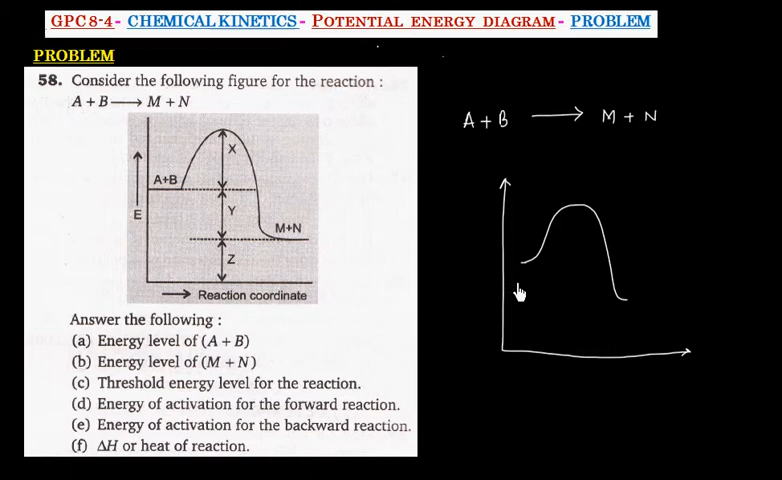 GPC 8-4- CHEMICAL KINETICS- POTENTIAL ENERGY DIAGRAM- PROBLEM
PROBLEM
58. Consider the following figure for the reaction :
A + B ⟶ M + N
X
A+B
E
Y
M+N
Z
Reaction coordinate
Answer the following :
(a) Energy level of (A + B)
(b) Energy level of (M + N)
(c) Threshold energy level for the reaction.
(d) Energy of activation for the forward reaction.
(e) Energy of activation for the backward reaction.
(f) ΔH or heat of reaction.
A + B ⟶ M + N